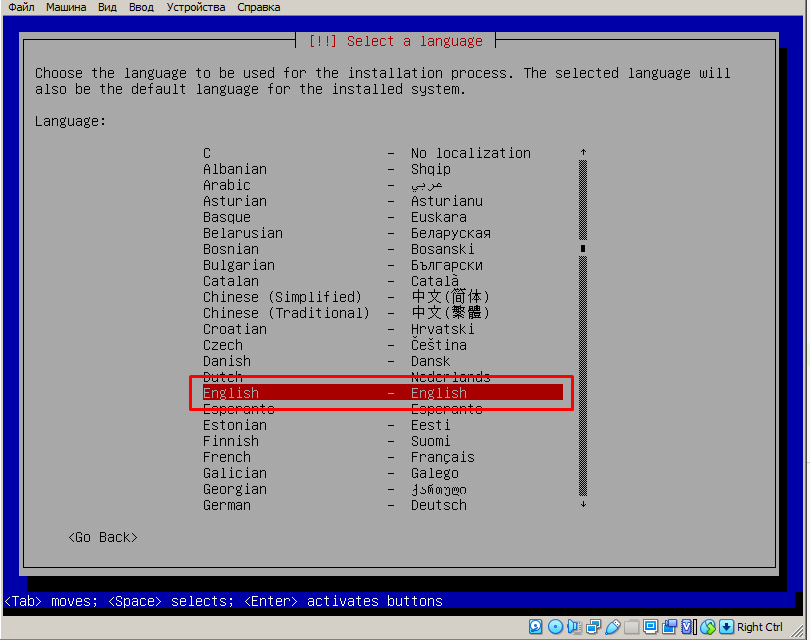 Файл Машина Вид Ввод Устройства Справка
[!!] Select a language
Choose the language to be used for the installation process. The selected language will
also be the default language for the installed system.
Language:
C - No localization
Albanian - Shqip
Arabic - عربي
Asturian - Asturianu
Basque - Euskara
Belarusian - Беларуская
Bosnian - Bosanski
Bulgarian - Български
Catalan - Català
Chinese (Simplified) - 中文(简体)
Chinese (Traditional) - 中文(繁體)
Croatian - Hrvatski
Czech - Čeština
Danish - Dansk
Dutch - Nederlands
English - English
Esperanto - Esperanto
Estonian - Eesti
Finnish - Suomi
French - Français
Galician - Galego
Georgian - ქართული
German - Deutsch
<Go Back>
<Tab> moves; <Space> selects; <Enter> activates buttons
Right Ctrl